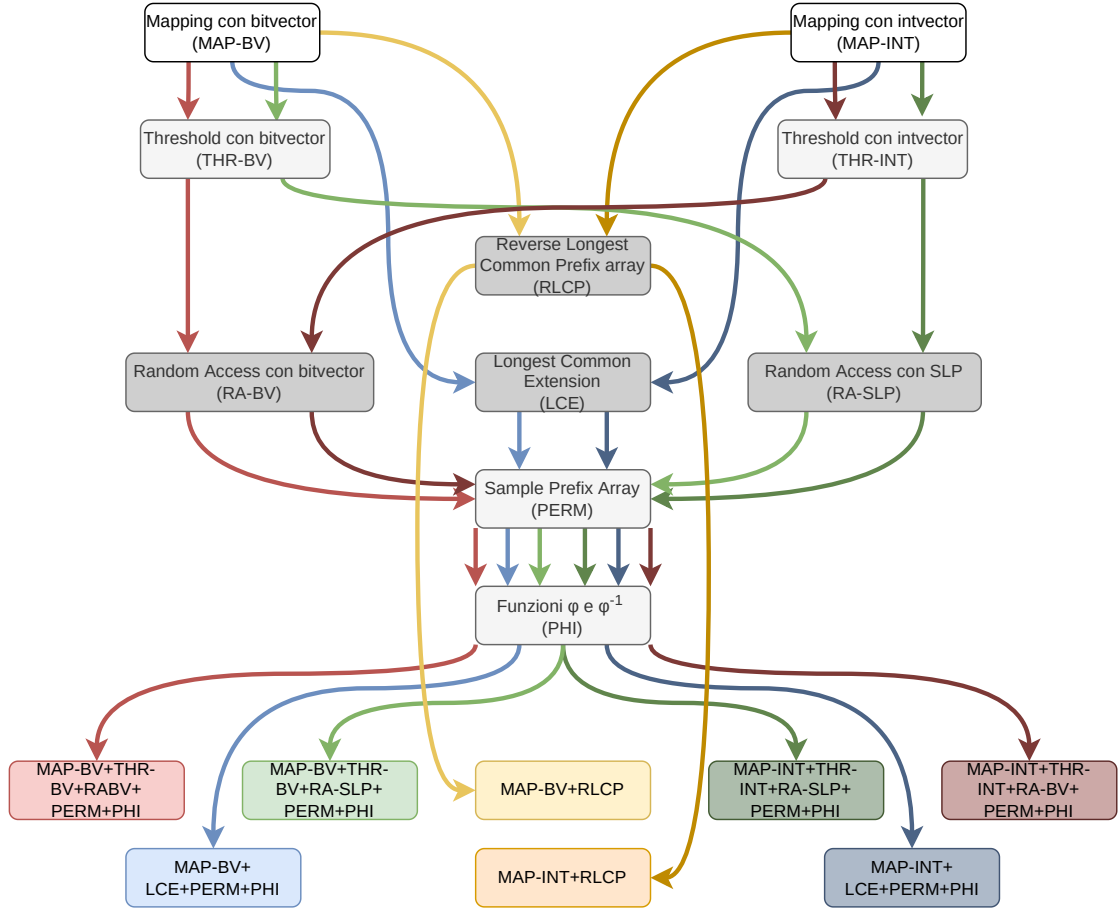 Mapping con bitvector
(MAP-BV)
Mapping con intvector
(MAP-INT)
Threshold con bitvector
(THR-BV)
Threshold con intvector
(THR-INT)
Reverse Longest
Common Prefix array
(RLCP)
Random Access con bitvector
(RA-BV)
Longest Common
Extension
(LCE)
Random Access con SLP
(RA-SLP)
Sample Prefix Array
(PERM)
Funzioni φ e φ⁻¹
(PHI)
MAP-BV+THR-
BV+RABV+
PERM+PHI
MAP-BV+THR-
BV+RA-SLP+
PERM+PHI
MAP-BV+RLCP
MAP-INT+THR-
INT+RA-SLP+
PERM+PHI
MAP-INT+THR-
INT+RA-BV+
PERM+PHI
MAP-BV+
LCE+PERM+PHI
MAP-INT+RLCP
MAP-INT+
LCE+PERM+PHI